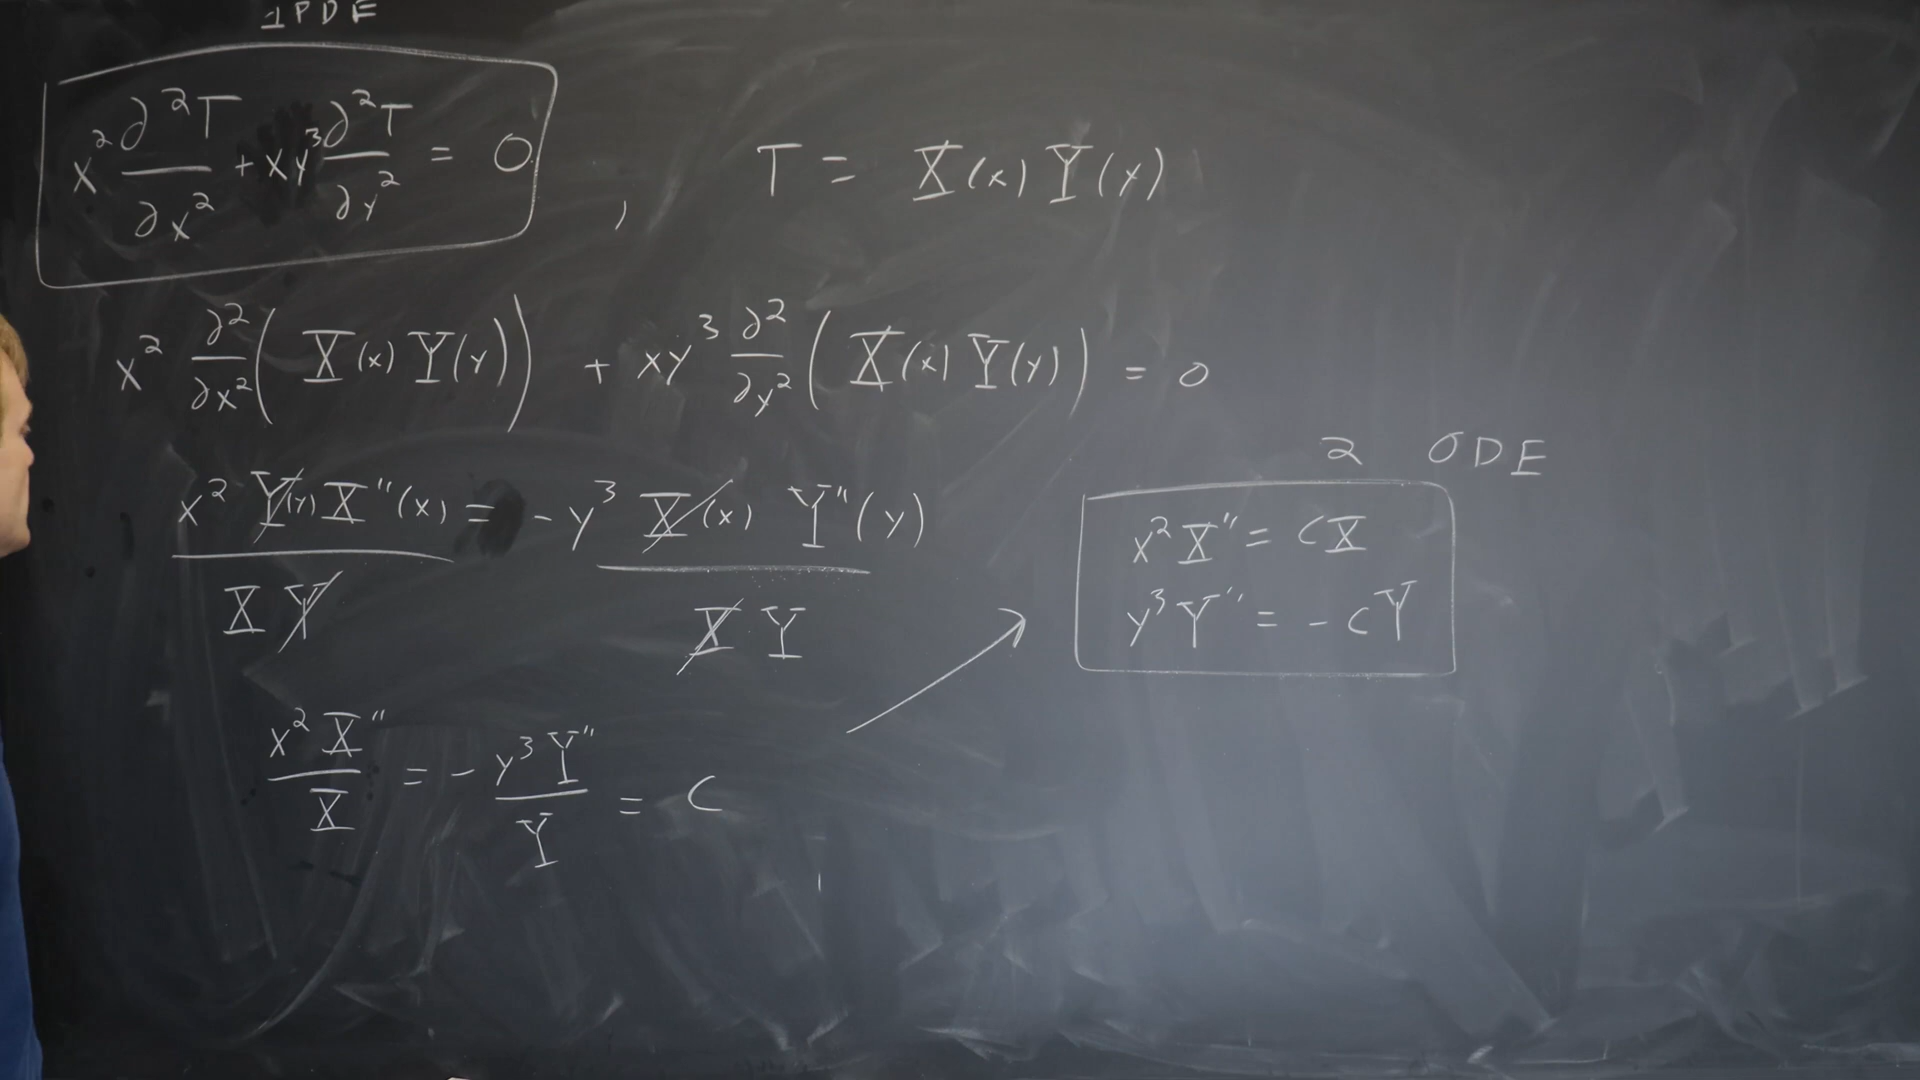 1 PDE
x² ∂²T/∂x² + xy³ ∂²T/∂y² = 0 , T = X(x) Y(y)
x² ∂²/∂x² ( X(x) Y(y) ) + xy³ ∂²/∂y² ( X(x) Y(y) ) = 0
2 ODE
x² Y(y) X''(x) / X Y = - y³ X(x) Y''(y) / X Y
x² X'' = C X
y³ Y'' = - C Y
x² X'' / X = - y³ Y'' / Y = C